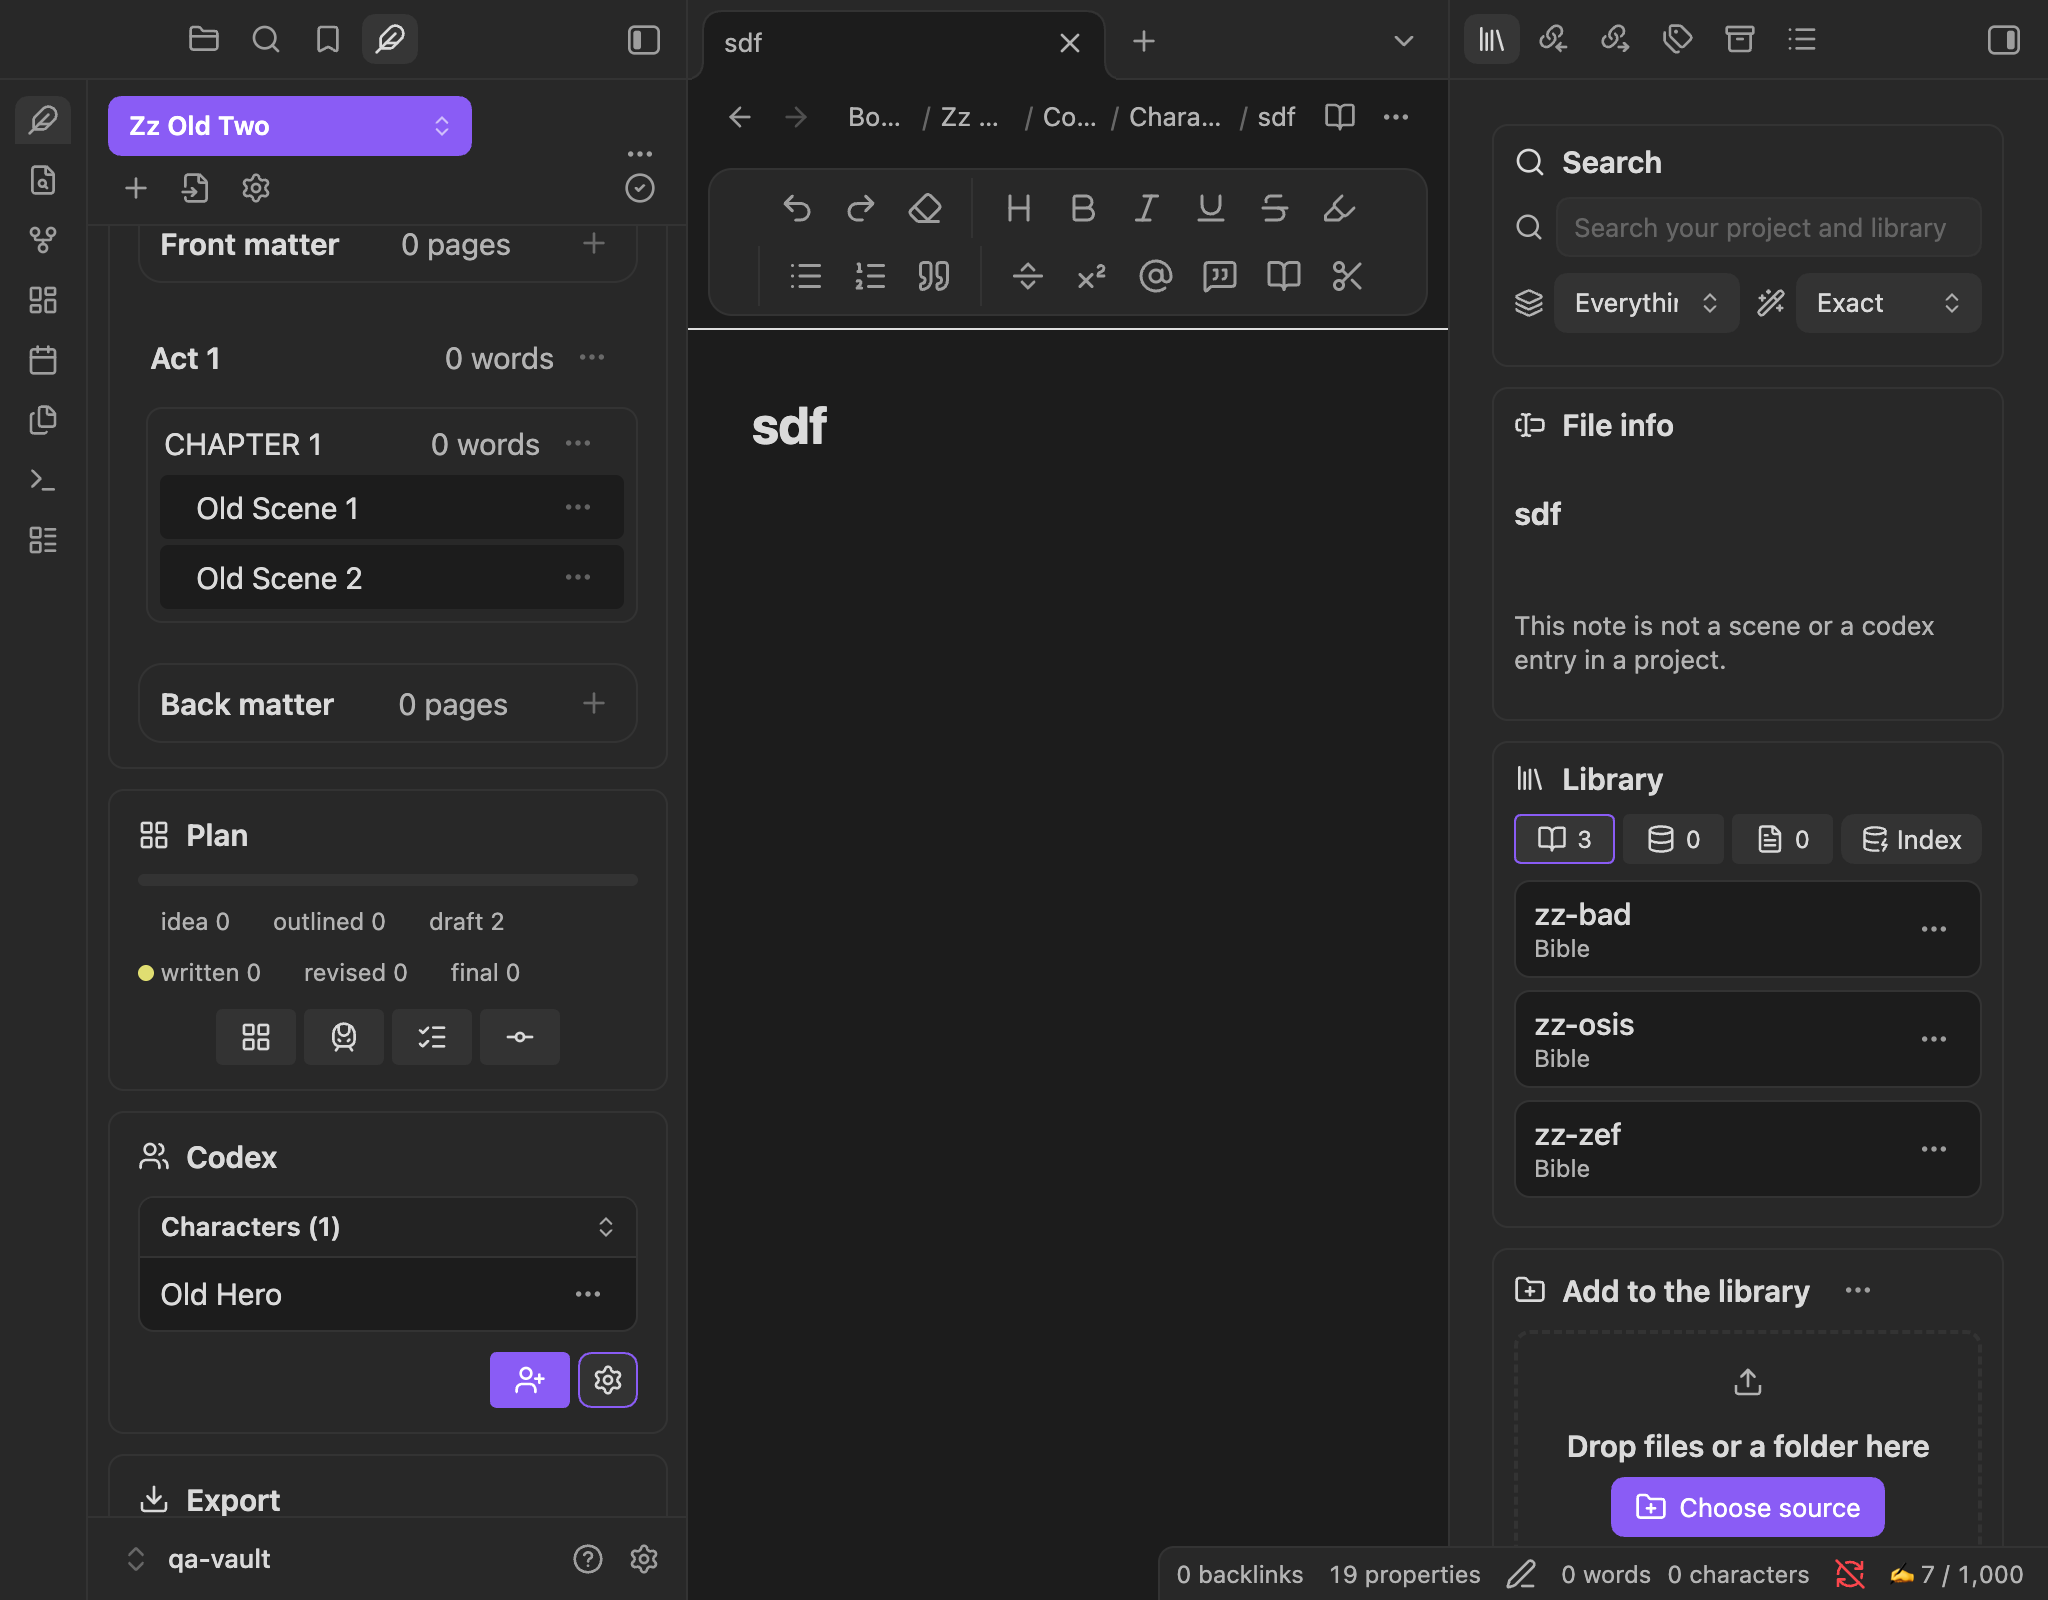 sdf
Zz Old Two
Front matter 0 pages
Act 1 0 words
CHAPTER 1 0 words
Old Scene 1
Old Scene 2
Back matter 0 pages
Plan
idea 0 outlined 0 draft 2
written 0 revised 0 final 0
Codex
Characters (1)
Old Hero
Export
qa-vault
Bo... / Zz ... / Co... / Chara... / sdf
sdf
Search
Search your project and library
Everythin Exact
File info
sdf
This note is not a scene or a codex
entry in a project.
Library
3 0 0 Index
zz-bad
Bible
zz-osis
Bible
zz-zef
Bible
Add to the library
Drop files or a folder here
Choose source
0 backlinks 19 properties 0 words 0 characters ✍️ 7 / 1,000